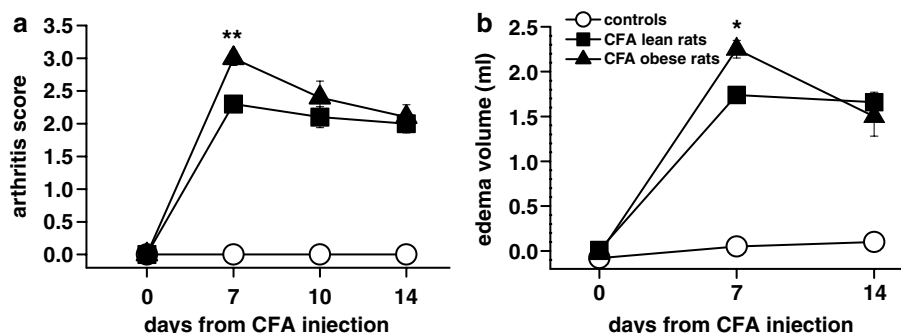 a
arthritis score
3.5
3.0
2.5
2.0
1.5
1.0
0.5
0.0
**
0
7
10
14
days from CFA injection
b
edema volume (ml)
controls
CFA lean rats
CFA obese rats
2.5
2.0
1.5
1.0
0.5
0.0
*
0
7
14
days from CFA injection